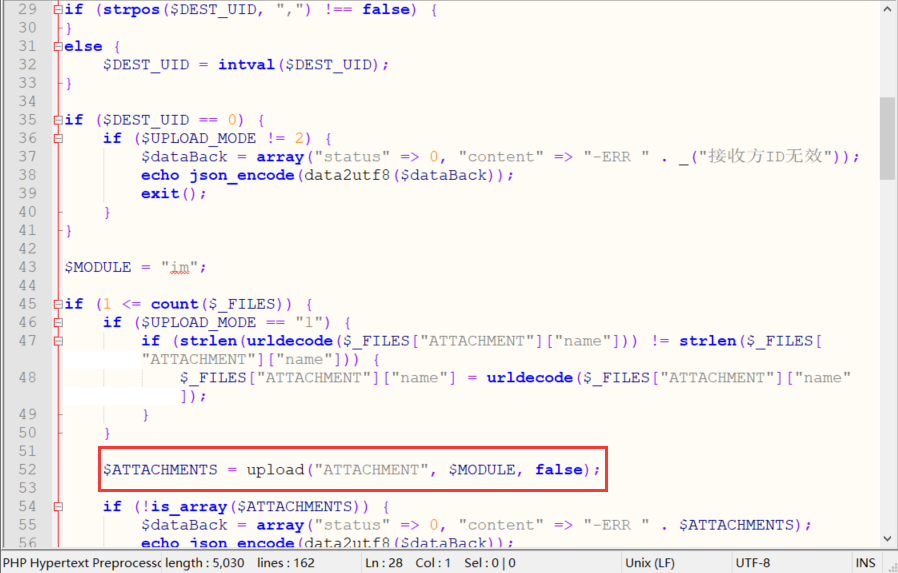 29 if (strpos($DEST_UID, ",") !== false) {
30 }
31 else {
32 $DEST_UID = intval($DEST_UID);
33 }
34
35 if ($DEST_UID == 0) {
36 if ($UPLOAD_MODE != 2) {
37 $dataBack = array("status" => 0, "content" => "-ERR " . _("接收方ID无效"));
38 echo json_encode(data2utf8($dataBack));
39 exit();
40 }
41 }
42
43 $MODULE = "im";
44
45 if (1 <= count($_FILES)) {
46 if ($UPLOAD_MODE == "1") {
47 if (strlen(urldecode($_FILES["ATTACHMENT"]["name"])) != strlen($_FILES[
"ATTACHMENT"]["name"])) {
48 $_FILES["ATTACHMENT"]["name"] = urldecode($_FILES["ATTACHMENT"]["name"
]);
49 }
50 }
51
52 $ATTACHMENTS = upload("ATTACHMENT", $MODULE, false);
53
54 if (!is_array($ATTACHMENTS)) {
55 $dataBack = array("status" => 0, "content" => "-ERR " . $ATTACHMENTS);
56 echo json_encode(data2utf8($dataBack));
PHP Hypertext Preprocesso length : 5,030 lines : 162 Ln : 28 Col : 1 Sel : 0 | 0 Unix (LF) UTF-8 INS